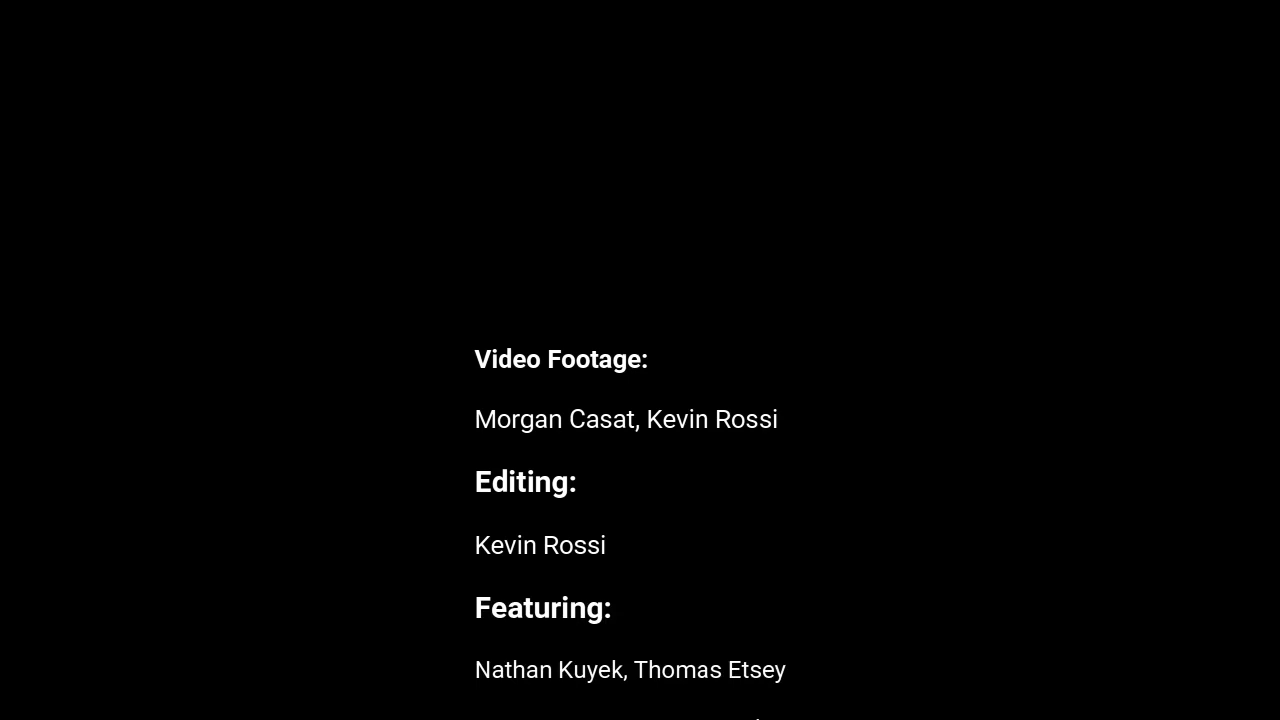 Video Footage:
Morgan Casat, Kevin Rossi
Editing:
Kevin Rossi
Featuring:
Nathan Kuyek, Thomas Etsey